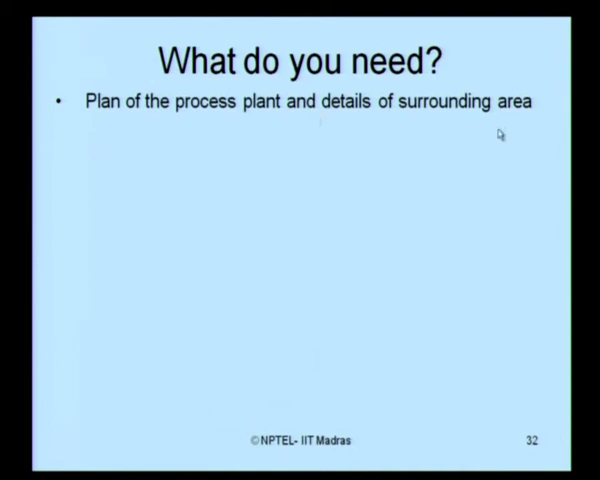 What do you need?
• Plan of the process plant and details of surrounding area
©NPTEL- IIT Madras
32